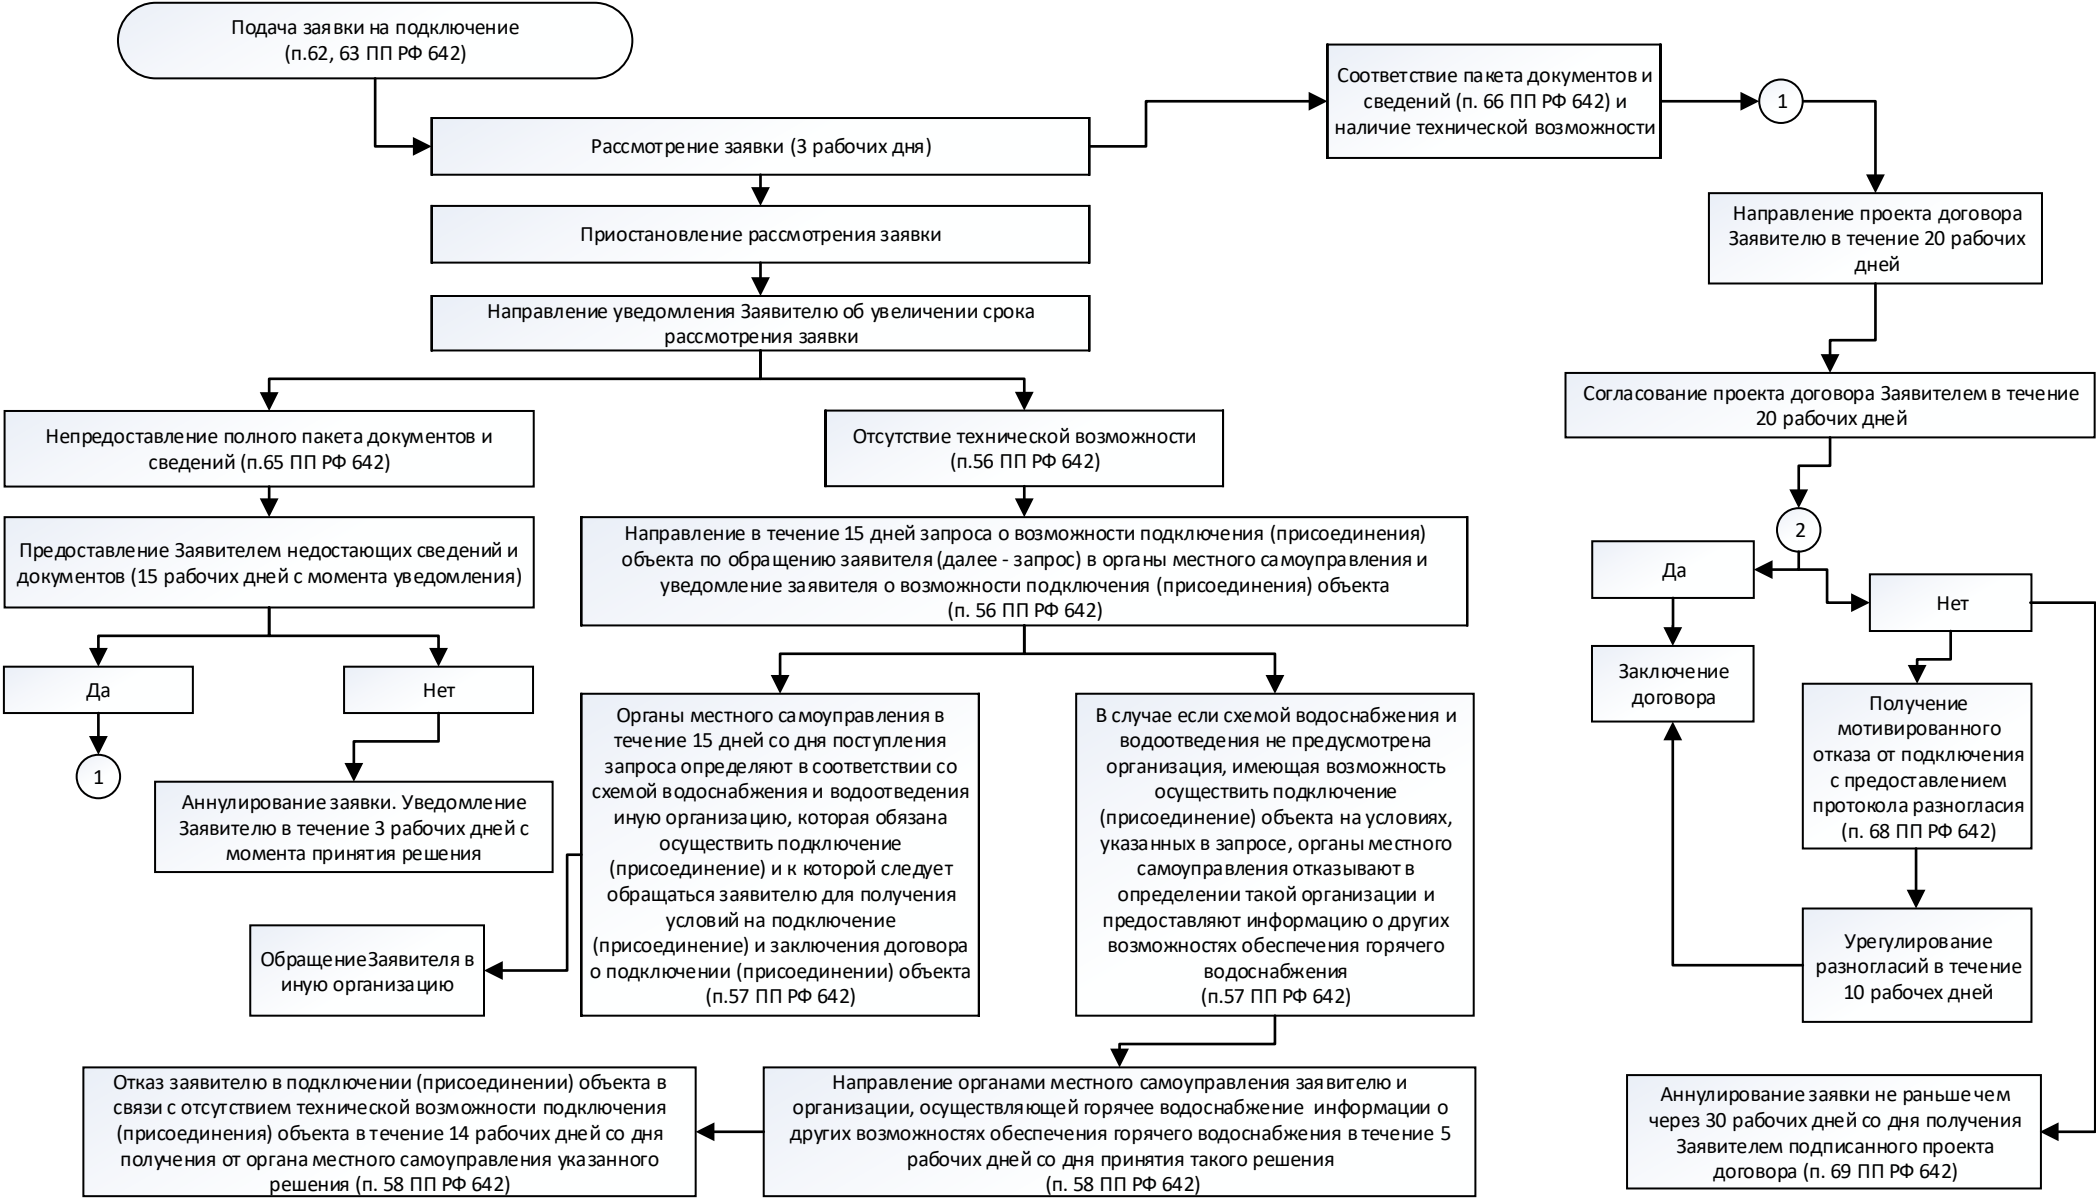 Подача заявки на подключение
(п.62, 63 ПП РФ 642)
Рассмотрение заявки (3 рабочих дня)
Приостановление рассмотрения заявки
Направление уведомления Заявителю об увеличении срока
рассмотрения заявки
Непредоставление полного пакета документов и
сведений (п.65 ПП РФ 642)
Предоставление Заявителем недостающих сведений и
документов (15 рабочих дней с момента уведомления)
Да
Нет
1
Аннулирование заявки. Уведомление
Заявителю в течение 3 рабочих дней с
момента принятия решения
Отсутствие технической возможности
(п.56 ПП РФ 642)
Направление в течение 15 дней запроса о возможности подключения (присоединения)
объекта по обращению заявителя (далее - запрос) в органы местного самоуправления и
уведомление заявителя о возможности подключения (присоединения) объекта
(п. 56 ПП РФ 642)
Органы местного самоуправления в
течение 15 дней со дня поступления
запроса определяют в соответствии со
схемой водоснабжения и водоотведения
иную организацию, которая обязана
осуществить подключение
(присоединение) и к которой следует
обращаться заявителю для получения
условий на подключение
(присоединение) и заключения договора
о подключении (присоединении) объекта
(п.57 ПП РФ 642)
Обращение Заявителя в
иную организацию
В случае если схемой водоснабжения и
водоотведения не предусмотрена
организация, имеющая возможность
осуществить подключение
(присоединение) объекта на условиях,
указанных в запросе, органы местного
самоуправления отказывают в
определении такой организации и
предоставляют информацию о других
возможностях обеспечения горячего
водоснабжения
(п.57 ПП РФ 642)
Направление органами местного самоуправления заявителю и
организации, осуществляющей горячее водоснабжение информации о
других возможностях обеспечения горячего водоснабжения в течение 5
рабочих дней со дня принятия такого решения
(п. 58 ПП РФ 642)
Отказ заявителю в подключении (присоединении) объекта в
связи с отсутствием технической возможности подключения
(присоединения) объекта в течение 14 рабочих дней со дня
получения от органа местного самоуправления указанного
решения (п. 58 ПП РФ 642)
Соответствие пакета документов и
сведений (п. 66 ПП РФ 642) и
наличие технической возможности
1
Направление проекта договора
Заявителю в течение 20 рабочих
дней
Согласование проекта договора Заявителем в течение
20 рабочих дней
2
Да
Нет
Заключение
договора
Получение
мотивированного
отказа от подключения
с предоставлением
протокола разногласия
(п. 68 ПП РФ 642)
Урегулирование
разногласий в течение
10 рабочех дней
Аннулирование заявки не раньше чем
через 30 рабочих дней со дня получения
Заявителем подписанного проекта
договора (п. 69 ПП РФ 642)